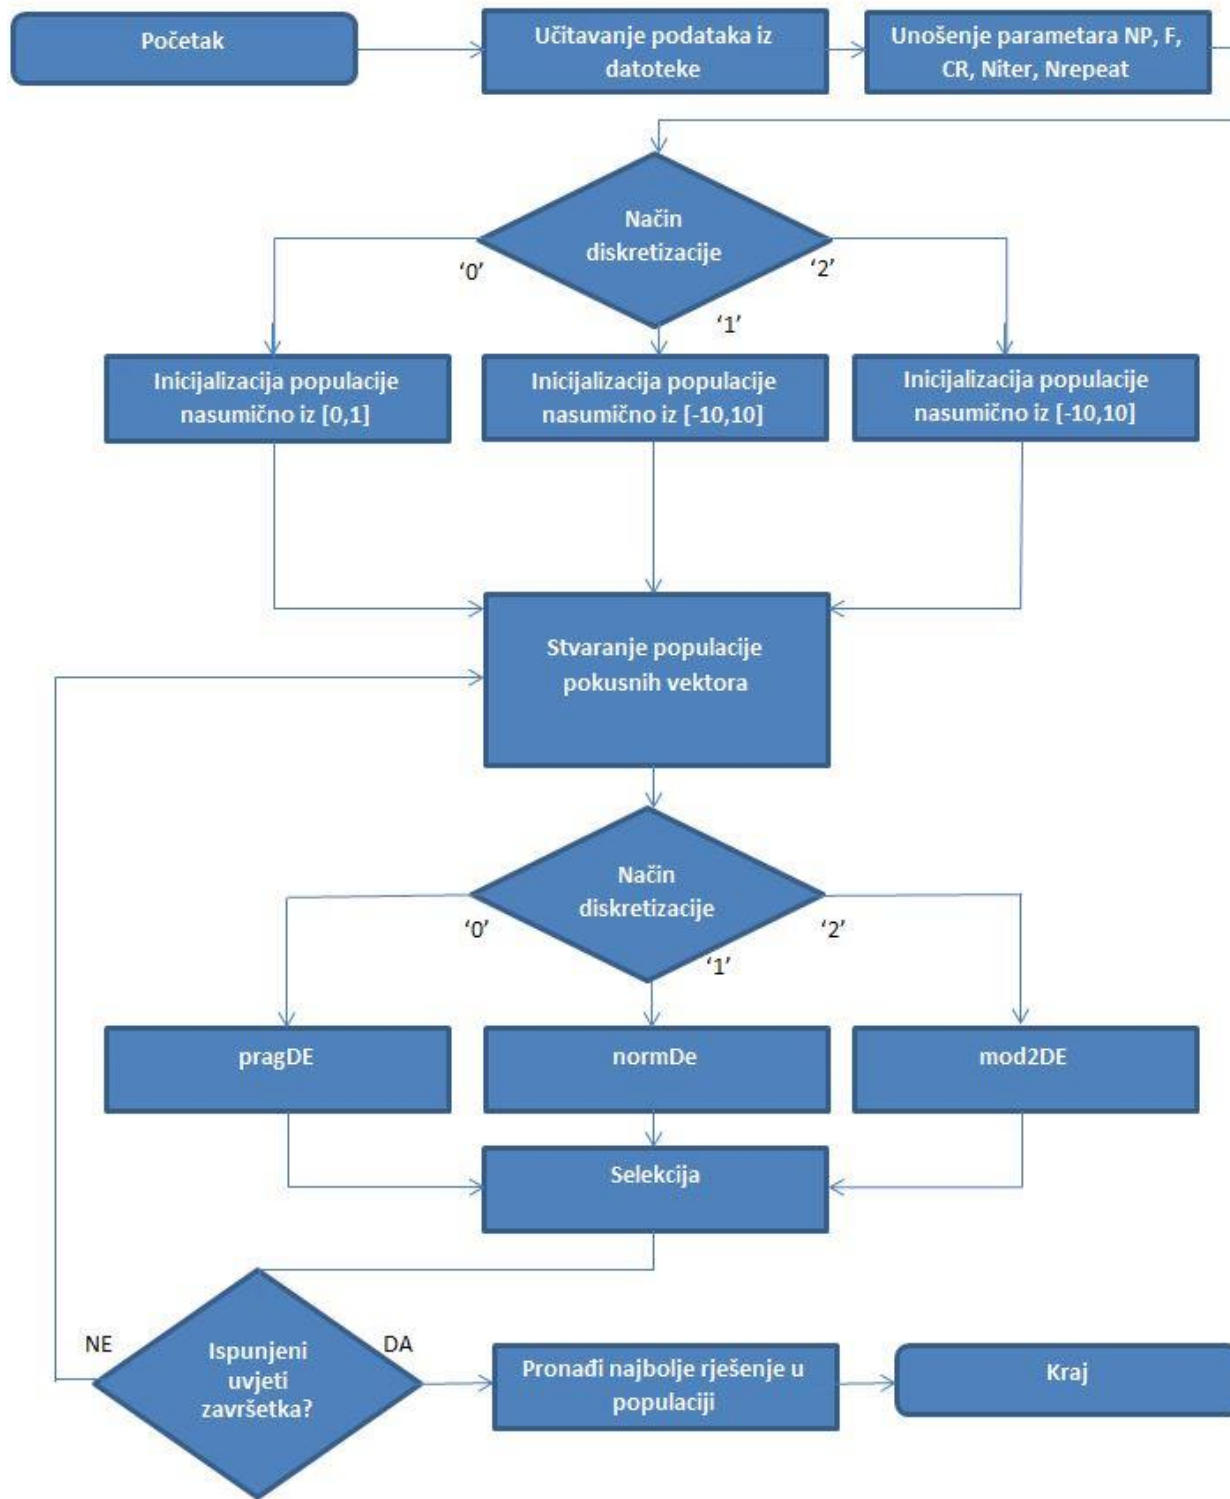 Početak
Učitavanje podataka iz
datoteke
Unošenje parametara NP, F,
CR, Niter, Nrepeat
Način
diskretizacije
‘0’
‘2’
‘1’
Inicijalizacija populacije
nasumično iz [0,1]
Inicijalizacija populacije
nasumično iz [-10,10]
Inicijalizacija populacije
nasumično iz [-10,10]
Stvaranje populacije
pokusnih vektora
Način
diskretizacije
‘0’
‘2’
‘1’
pragDE
normDe
mod2DE
Selekcija
NE
DA
Ispunjeni
uvjeti
završetka?
Pronađi najbolje rješenje u
populaciji
Kraj